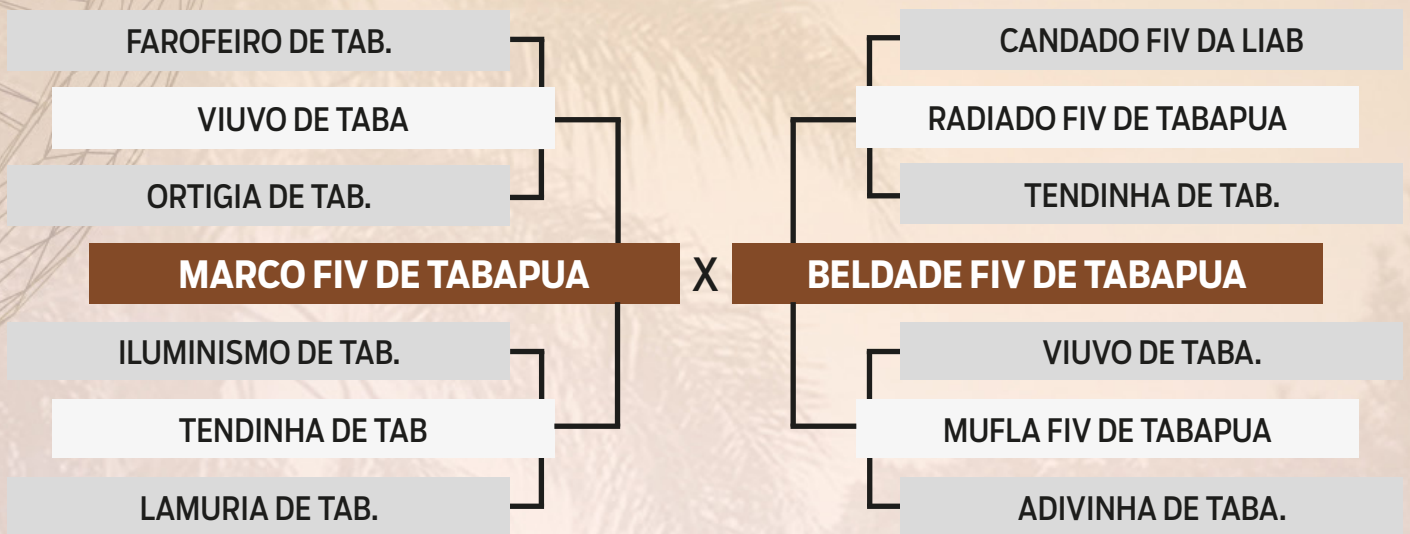 FAROFEIRO DE TAB.
VIUVO DE TABA
ORTIGIA DE TAB.
CANDADO FIV DA LIAB
RADIADO FIV DE TABAPUA
TENDINHA DE TAB.
MARCO FIV DE TABAPUA X BELDADE FIV DE TABAPUA
ILUMINISMO DE TAB.
TENDINHA DE TAB
LAMURIA DE TAB.
VIUVO DE TABA.
MUFLA FIV DE TABAPUA
ADIVINHA DE TABA.